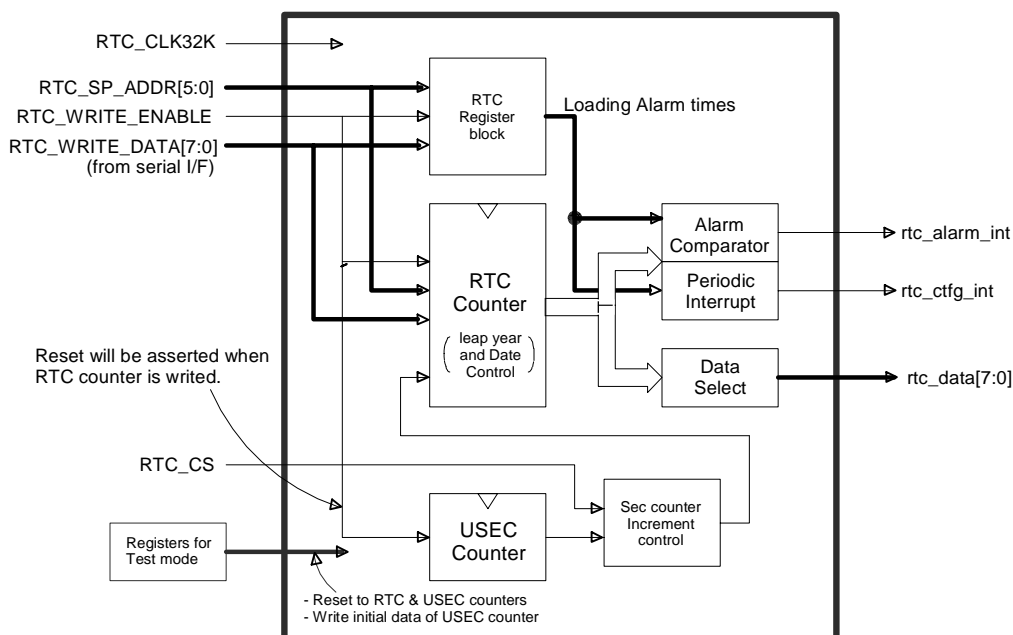 RTC_CLK32K
RTC_SP_ADDR[5:0]
RTC_WRITE_ENABLE
RTC_WRITE_DATA[7:0]
(from serial I/F)
RTC
Register
block
Loading Alarm times
Alarm
Comparator
rtc_alarm_int
RTC
Counter
(leap year
and Date
Control)
Periodic
Interrupt
rtc_ctfg_int
Data
Select
rtc_data[7:0]
Reset will be asserted when
RTC counter is writed.
RTC_CS
USEC
Counter
Sec counter
Increment
control
Registers for
Test mode
- Reset to RTC & USEC counters
- Write initial data of USEC counter